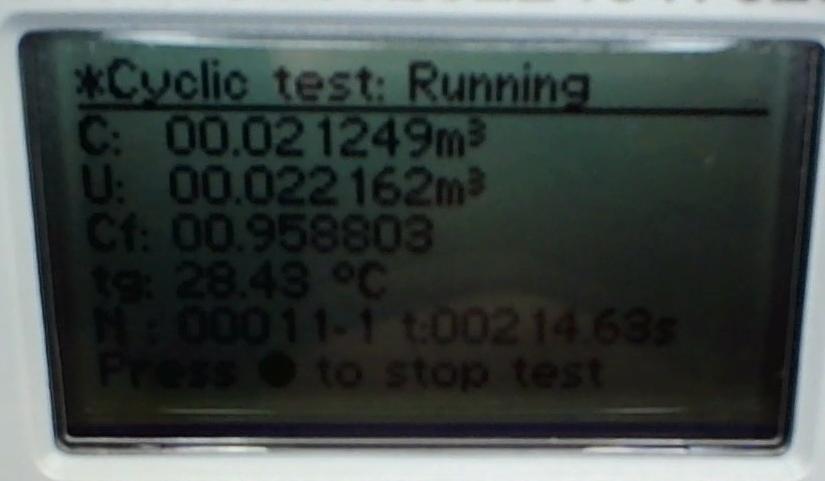 *Cyclic test: Running
C: 00.021249m³
U: 00.022162m³
Cf: 00.958803
tg: 28.43 °C
N : 00011-1 t:00214.63s
Press ● to stop test